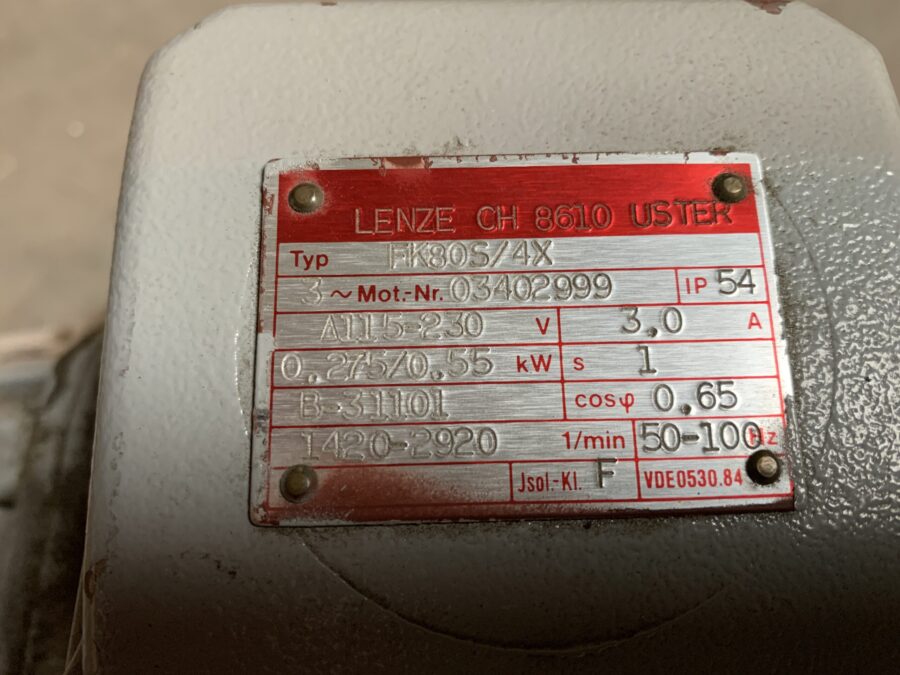 LENZE CH 8610 USTER
Typ FK80S/4X
3 ~ Mot.-Nr. 03402999 IP 54
A115-230 V 3,0 A
0.275/0.55 kW s 1
B-31101 cosφ 0.65
1420-2920 1/min 50-100 Hz
Jsol.-Kl. F VDE0530.84